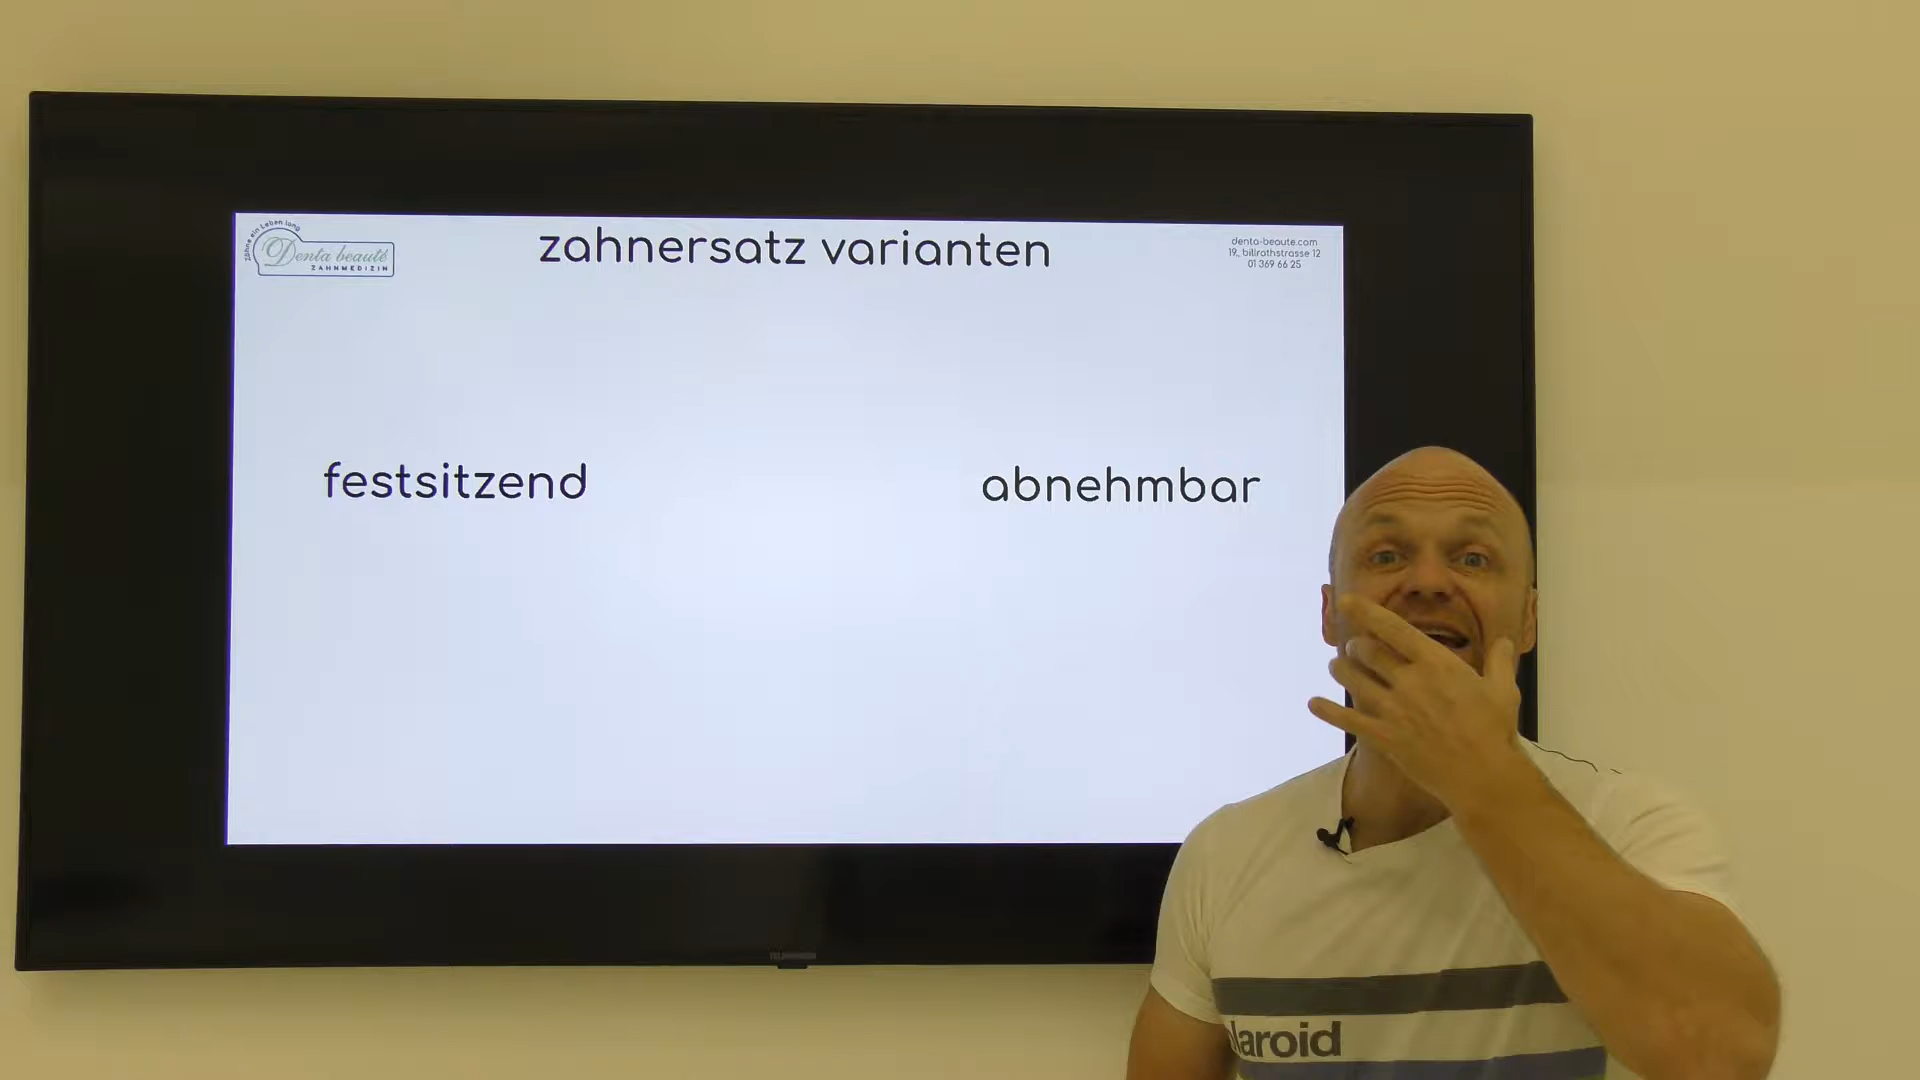 zähne ein Leben lang
Denta beauté
ZAHNMEDIZIN
zahnersatz varianten
denta-beaute.com
19., billrothstrasse 12
01 369 66 25
festsitzend
abnehmbar
TELEFUNKEN
laroid